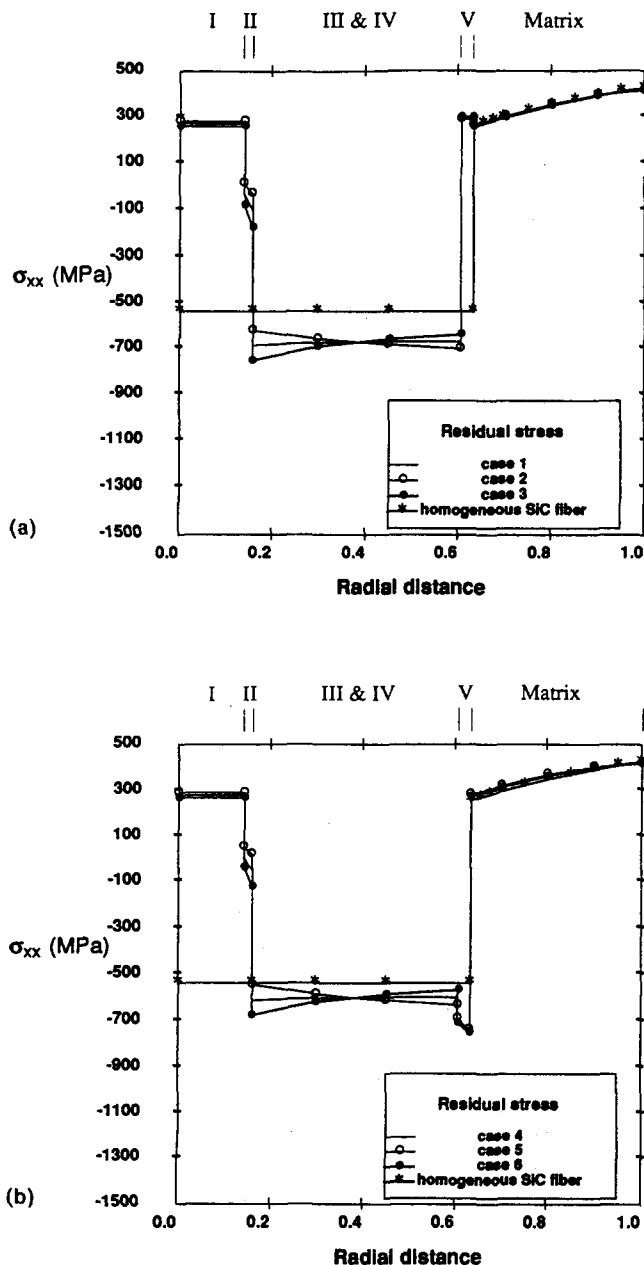 I II III & IV V Matrix
500
300
100
-100
-300
σxx (MPa)
-500
-700
-900
-1100
-1300
-1500
Residual stress
case 1
case 2
case 3
homogeneous SiC fiber
(a)
0.0 0.2 0.4 0.6 0.8 1.0
Radial distance
I II III & IV V Matrix
500
300
100
-100
-300
σxx (MPa)
-500
-700
-900
-1100
-1300
-1500
Residual stress
case 4
case 5
case 6
homogeneous SiC fiber
(b)
0.0 0.2 0.4 0.6 0.8 1.0
Radial distance